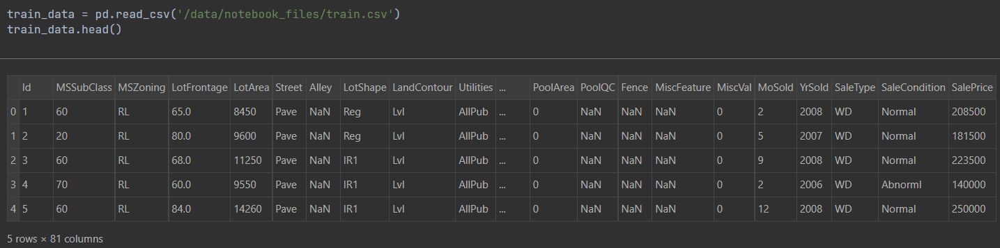 train_data = pd.read_csv('/data/notebook_files/train.csv')
train_data.head()
Id MSSubClass MSZoning LotFrontage LotArea Street Alley LotShape LandContour Utilities ... PoolArea PoolQC Fence MiscFeature MiscVal MoSold YrSold SaleType SaleCondition SalePrice
0 1 60 RL 65.0 8450 Pave NaN Reg Lvl AllPub ... 0 NaN NaN NaN 0 2 2008 WD Normal 208500
1 2 20 RL 80.0 9600 Pave NaN Reg Lvl AllPub ... 0 NaN NaN NaN 0 5 2007 WD Normal 181500
2 3 60 RL 68.0 11250 Pave NaN IR1 Lvl AllPub ... 0 NaN NaN NaN 0 9 2008 WD Normal 223500
3 4 70 RL 60.0 9550 Pave NaN IR1 Lvl AllPub ... 0 NaN NaN NaN 0 2 2006 WD Abnorml 140000
4 5 60 RL 84.0 14260 Pave NaN IR1 Lvl AllPub ... 0 NaN NaN NaN 0 12 2008 WD Normal 250000
5 rows × 81 columns